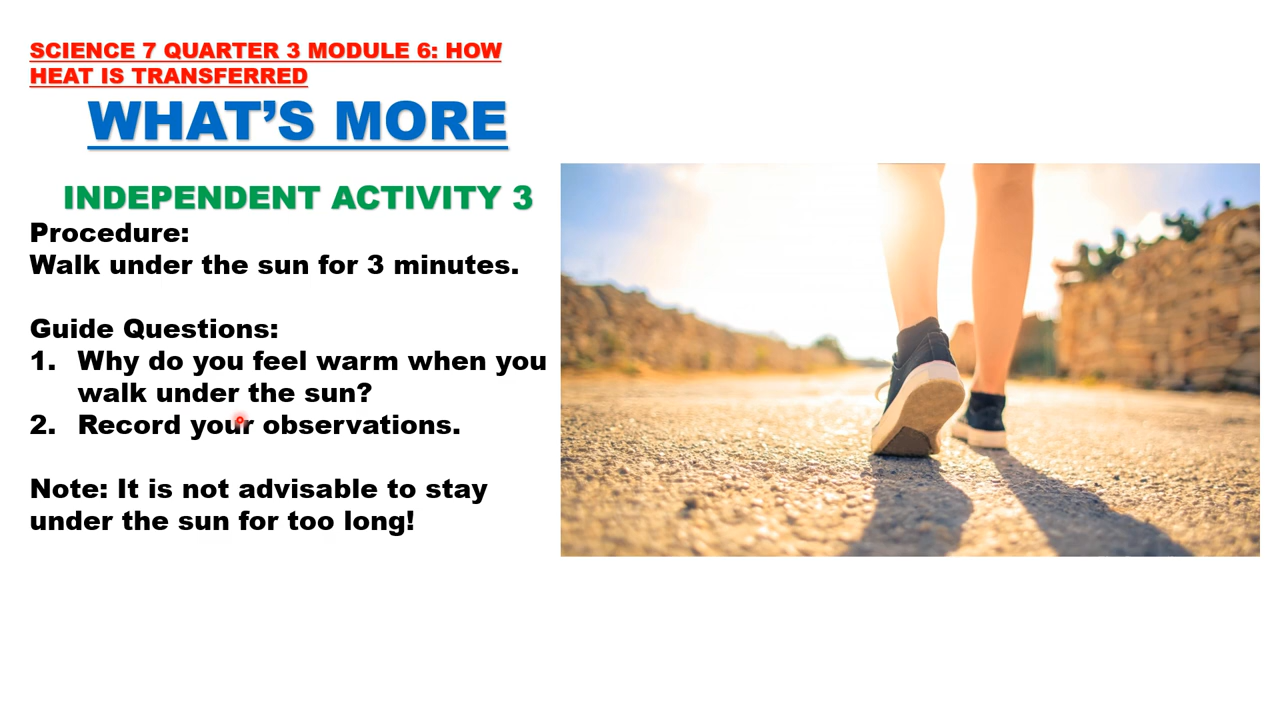 SCIENCE 7 QUARTER 3 MODULE 6: HOW
HEAT IS TRANSFERRED
WHAT'S MORE
INDEPENDENT ACTIVITY 3
Procedure:
Walk under the sun for 3 minutes.
Guide Questions:
1. Why do you feel warm when you
walk under the sun?
2. Record your observations.
Note: It is not advisable to stay
under the sun for too long!